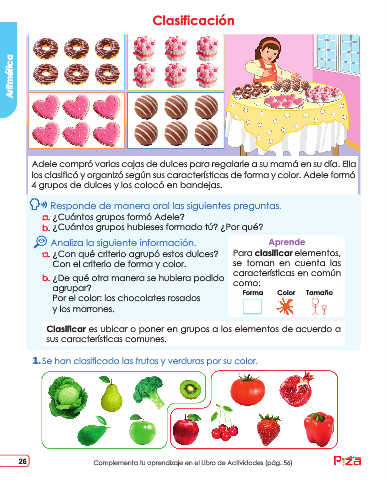 Clasificación
Aritmética
Adele compró varias cajas de dulces para regalarle a su mamá en su día. Ella
los clasificó y organizó según sus características de forma y color. Adele formó
4 grupos de dulces y los colocó en bandejas.
Responde de manera oral las siguientes preguntas.
a. ¿Cuántos grupos formó Adele?
b. ¿Cuántos grupos hubieses formado tú? ¿Por qué?
Analiza la siguiente información.
a. ¿Con qué criterio agrupó estos dulces?
Con el criterio de forma y color.
b. ¿De qué otra manera se hubiera podido
agrupar?
Por el color: los chocolates rosados
y los marrones.
Aprende
Para clasificar elementos,
se toman en cuenta las
características en común
como:
Forma Color Tamaño
Clasificar es ubicar o poner en grupos a los elementos de acuerdo a
sus características comunes.
1. Se han clasificado las frutas y verduras por su color.
26
Complementa tu aprendizaje en el Libro de Actividades (pág. 56)